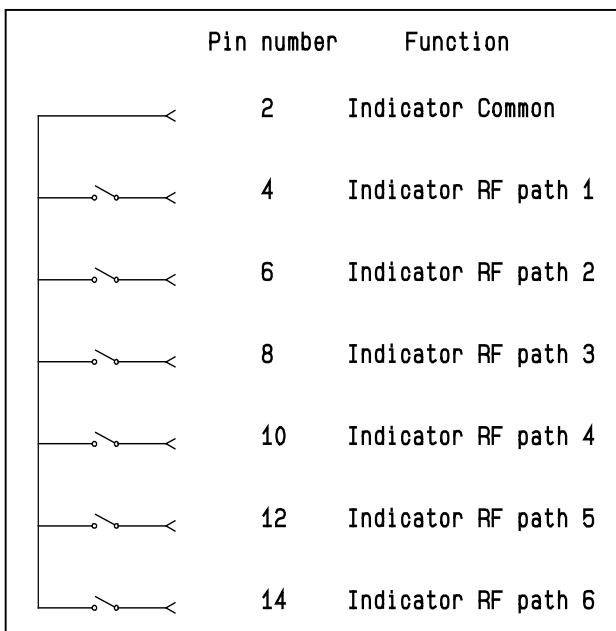 Pin number Function
2 Indicator Common
4 Indicator RF path 1
6 Indicator RF path 2
8 Indicator RF path 3
10 Indicator RF path 4
12 Indicator RF path 5
14 Indicator RF path 6